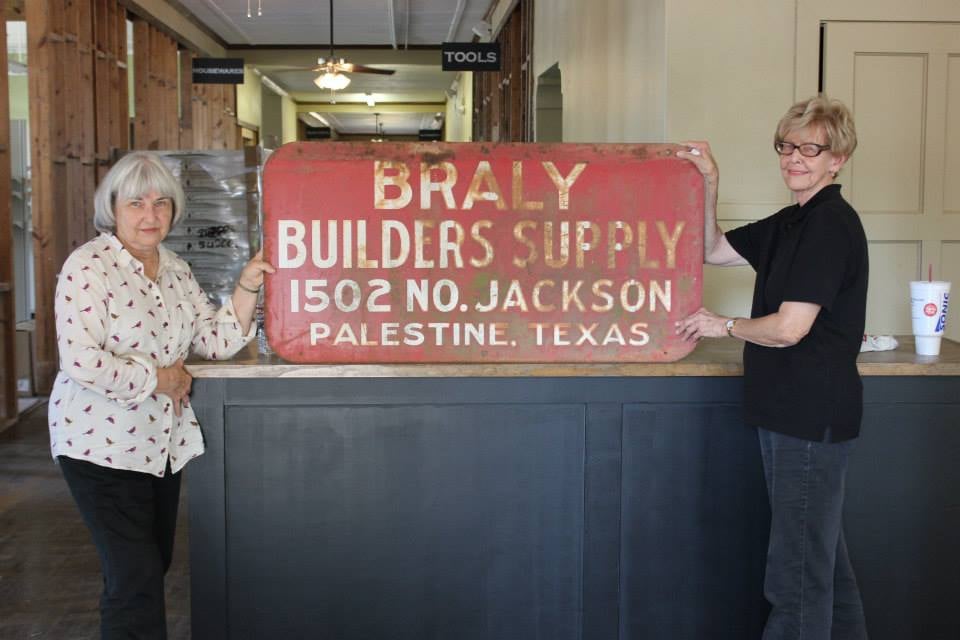 HOUSEWARES
TOOLS
BRALY
BUILDERS SUPPLY
1502 NO. JACKSON
PALESTINE, TEXAS
SONIC